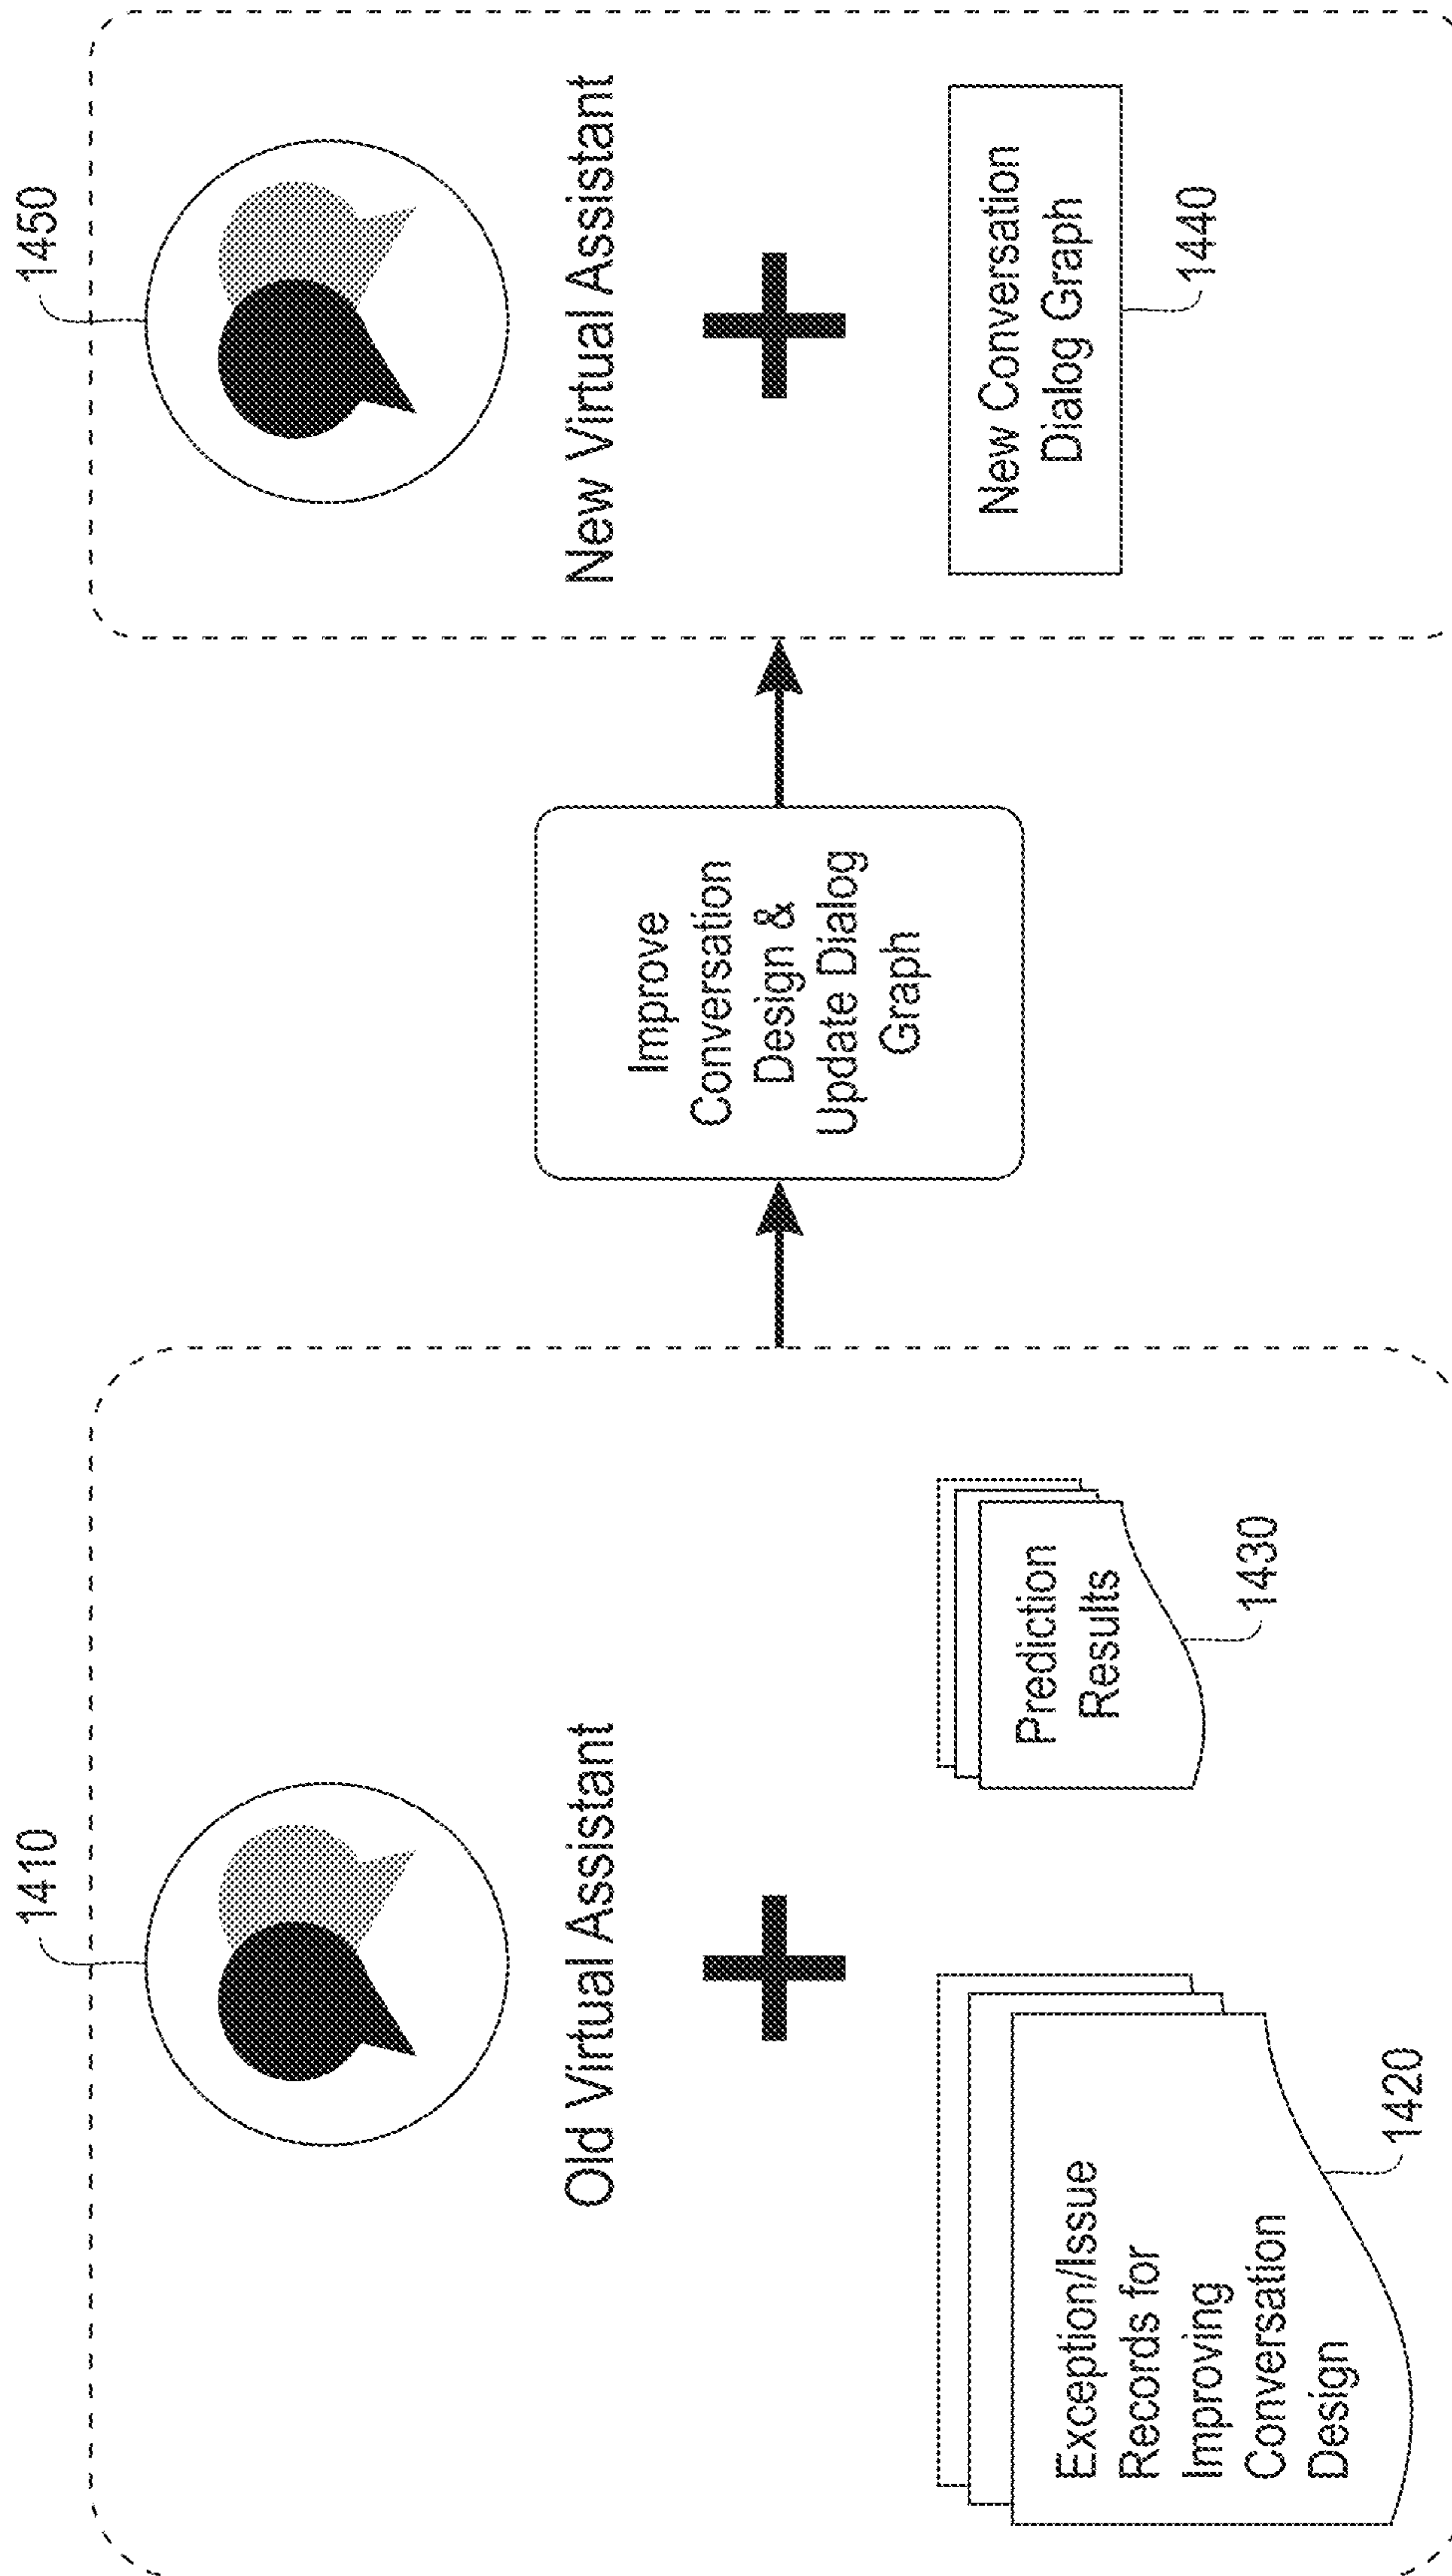 1410
Old Virtual Assistant
Exception/Issue
Records for
Improving
Conversation
Design
1420
Prediction
Results
1430
Improve
Conversation
Design &
Update Dialog
Graph
1450
New Virtual Assistant
New Conversation
Dialog Graph
1440